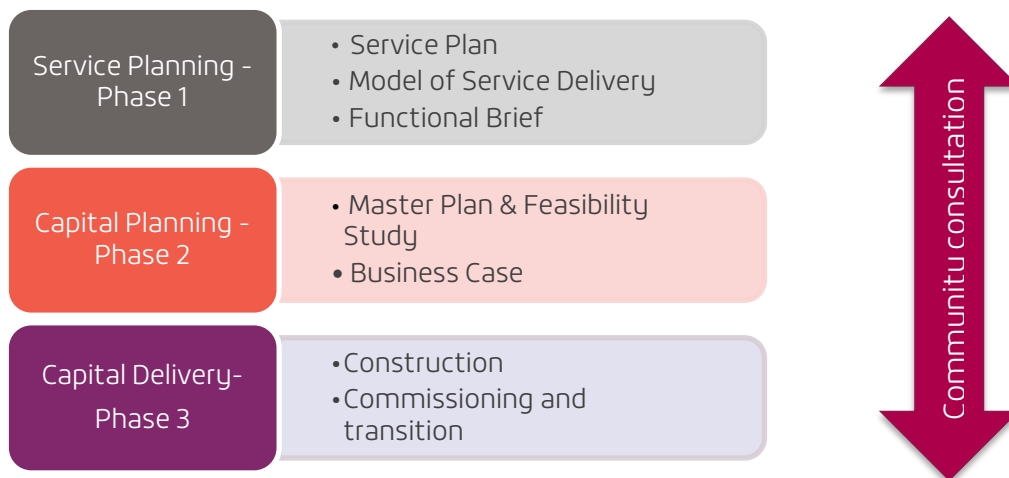 Service Planning -
Phase 1
• Service Plan
• Model of Service Delivery
• Functional Brief
Capital Planning -
Phase 2
• Master Plan & Feasibility
Study
• Business Case
Capital Delivery-
Phase 3
•Construction
•Commissioning and
transition
Communitu consultation